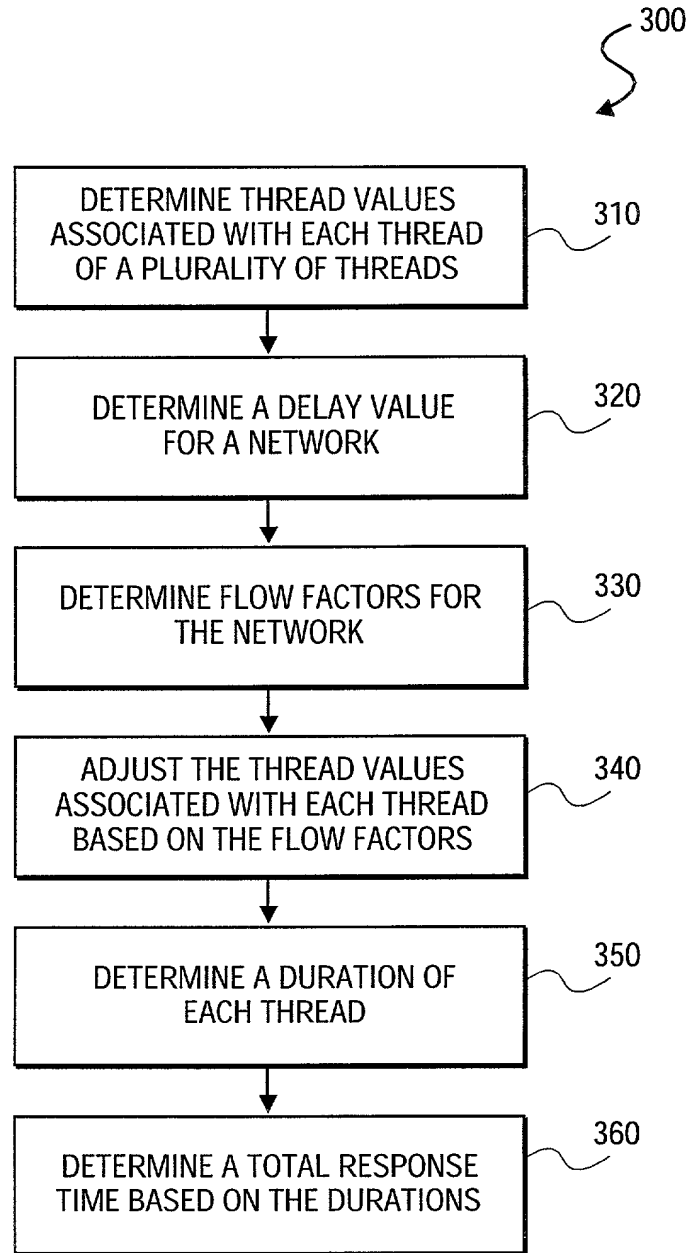 300
DETERMINE THREAD VALUES
ASSOCIATED WITH EACH THREAD
OF A PLURALITY OF THREADS
310
DETERMINE A DELAY VALUE
FOR A NETWORK
320
DETERMINE FLOW FACTORS FOR
THE NETWORK
330
ADJUST THE THREAD VALUES
ASSOCIATED WITH EACH THREAD
BASED ON THE FLOW FACTORS
340
DETERMINE A DURATION OF
EACH THREAD
350
DETERMINE A TOTAL RESPONSE
TIME BASED ON THE DURATIONS
360